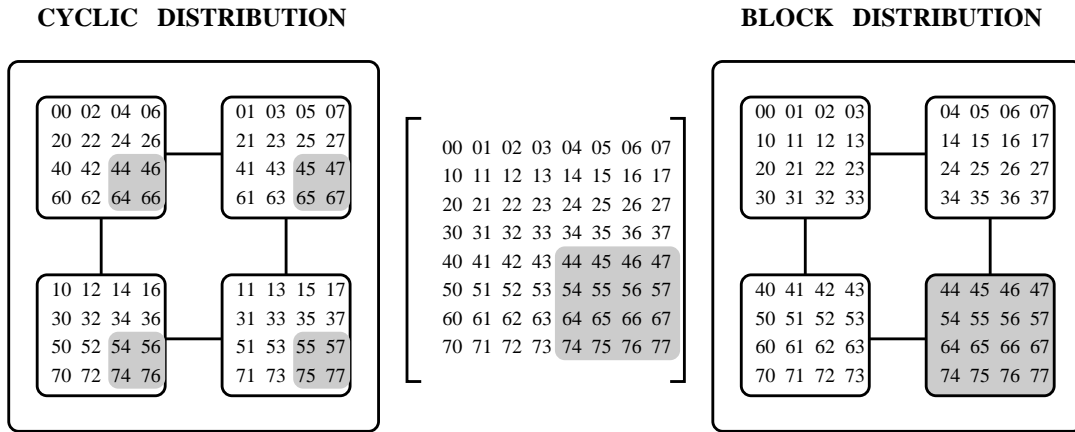 CYCLIC DISTRIBUTION
00 02 04 06
20 22 24 26
40 42 44 46
60 62 64 66
01 03 05 07
21 23 25 27
41 43 45 47
61 63 65 67
10 12 14 16
30 32 34 36
50 52 54 56
70 72 74 76
11 13 15 17
31 33 35 37
51 53 55 57
71 73 75 77
00 01 02 03 04 05 06 07
10 11 12 13 14 15 16 17
20 21 22 23 24 25 26 27
30 31 32 33 34 35 36 37
40 41 42 43 44 45 46 47
50 51 52 53 54 55 56 57
60 61 62 63 64 65 66 67
70 71 72 73 74 75 76 77
BLOCK DISTRIBUTION
00 01 02 03
10 11 12 13
20 21 22 23
30 31 32 33
04 05 06 07
14 15 16 17
24 25 26 27
34 35 36 37
40 41 42 43
50 51 52 53
60 61 62 63
70 71 72 73
44 45 46 47
54 55 56 57
64 65 66 67
74 75 76 77